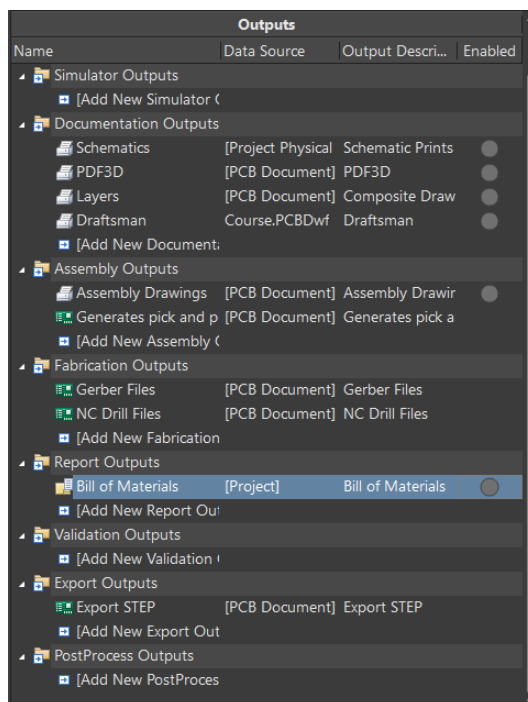 Outputs
Name Data Source Output Descri... Enabled
Simulator Outputs
[Add New Simulator
Documentation Outputs
Schematics [Project Physical Schematic Prints
PDF3D [PCB Document] PDF3D
Layers [PCB Document] Composite Draw
Draftsman Course.PCBDwf Draftsman
[Add New Document
Assembly Outputs
Assembly Drawings [PCB Document] Assembly Drawin
Generates pick and p [PCB Document] Generates pick a
[Add New Assembly
Fabrication Outputs
Gerber Files [PCB Document] Gerber Files
NC Drill Files [PCB Document] NC Drill Files
[Add New Fabrication
Report Outputs
Bill of Materials [Project] Bill of Materials
[Add New Report Out
Validation Outputs
[Add New Validation
Export Outputs
Export STEP [PCB Document] Export STEP
[Add New Export Out
PostProcess Outputs
[Add New PostProces